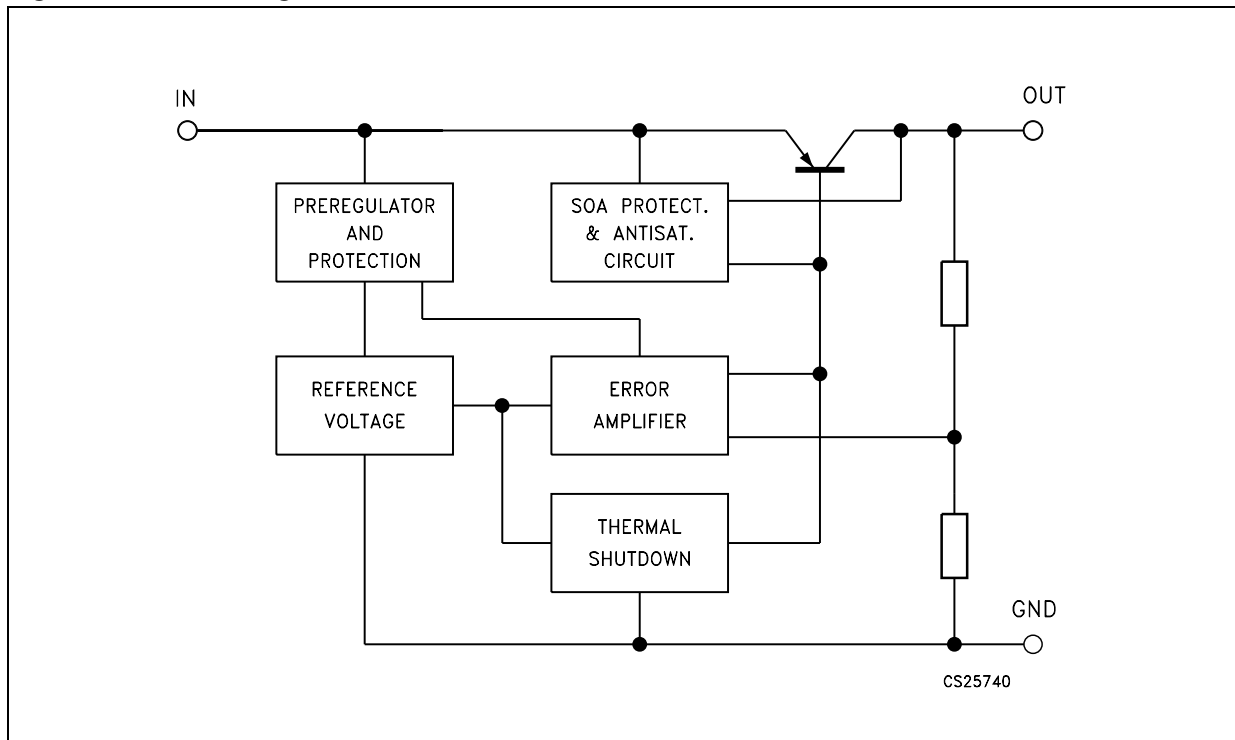 IN
OUT
PREREGULATOR
AND
PROTECTION
SOA PROTECT.
& ANTISAT.
CIRCUIT
REFERENCE
VOLTAGE
ERROR
AMPLIFIER
THERMAL
SHUTDOWN
GND
CS25740